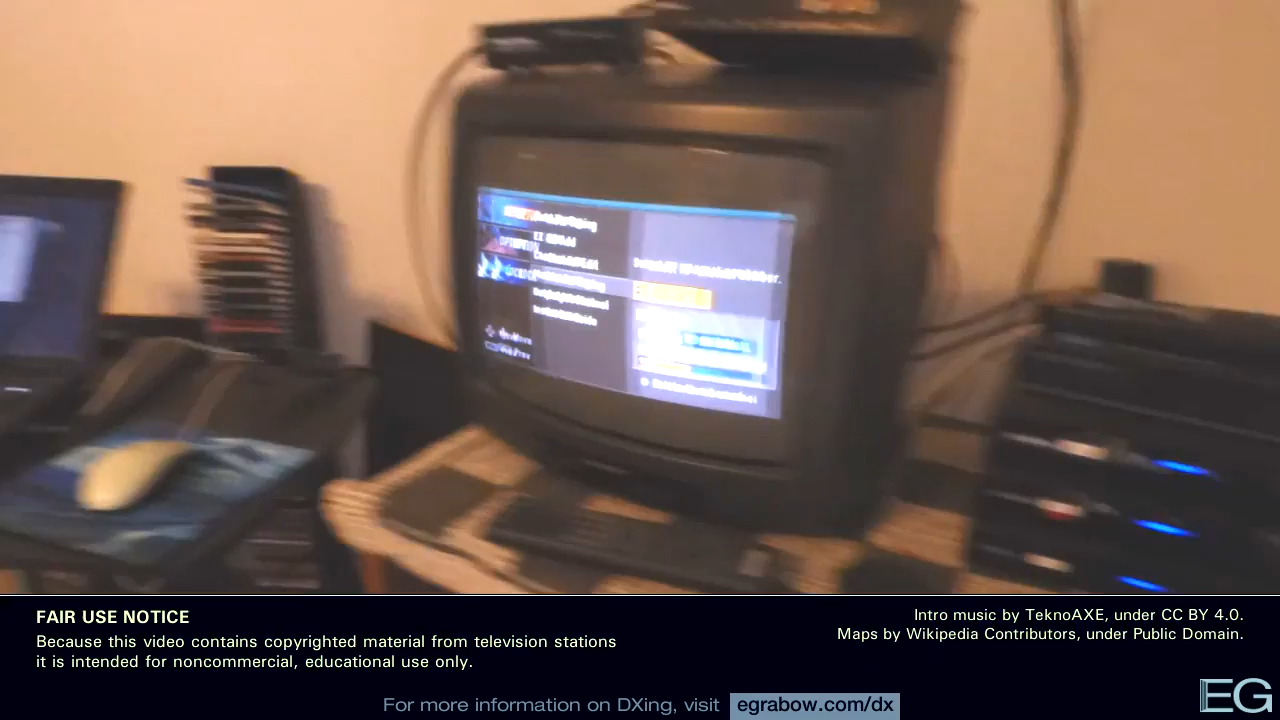 FAIR USE NOTICE
Because this video contains copyrighted material from television stations
it is intended for noncommercial, educational use only.
Intro music by TeknoAXE, under CC BY 4.0.
Maps by Wikipedia Contributors, under Public Domain.
For more information on DXing, visit egrabow.com/dx
EG